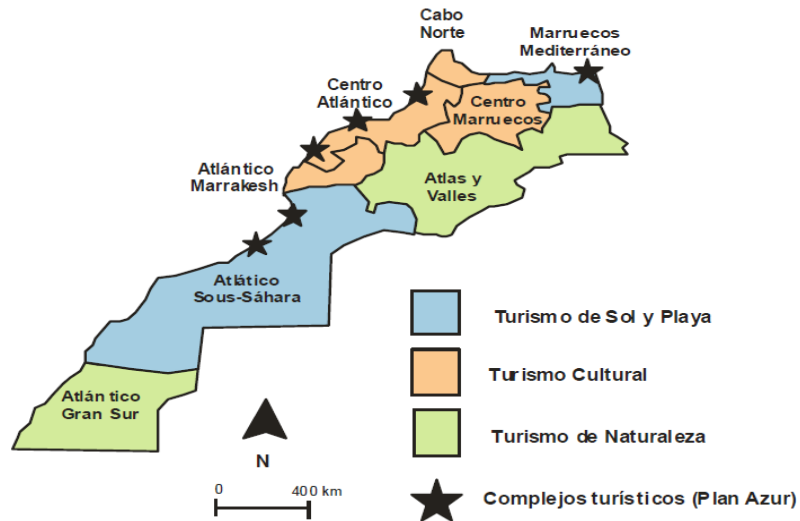 Cabo
Norte
Marruecos
Mediterráneo
Centro
Atlántico
Centro
Marruecos
Atlántico
Marrakesh
Atlas y
Valles
Atlático
Sous-Sáhara
Atlántico
Gran Sur
Turismo de Sol y Playa
Turismo Cultural
Turismo de Naturaleza
Complejos turísticos (Plan Azur)
N
0 400 km